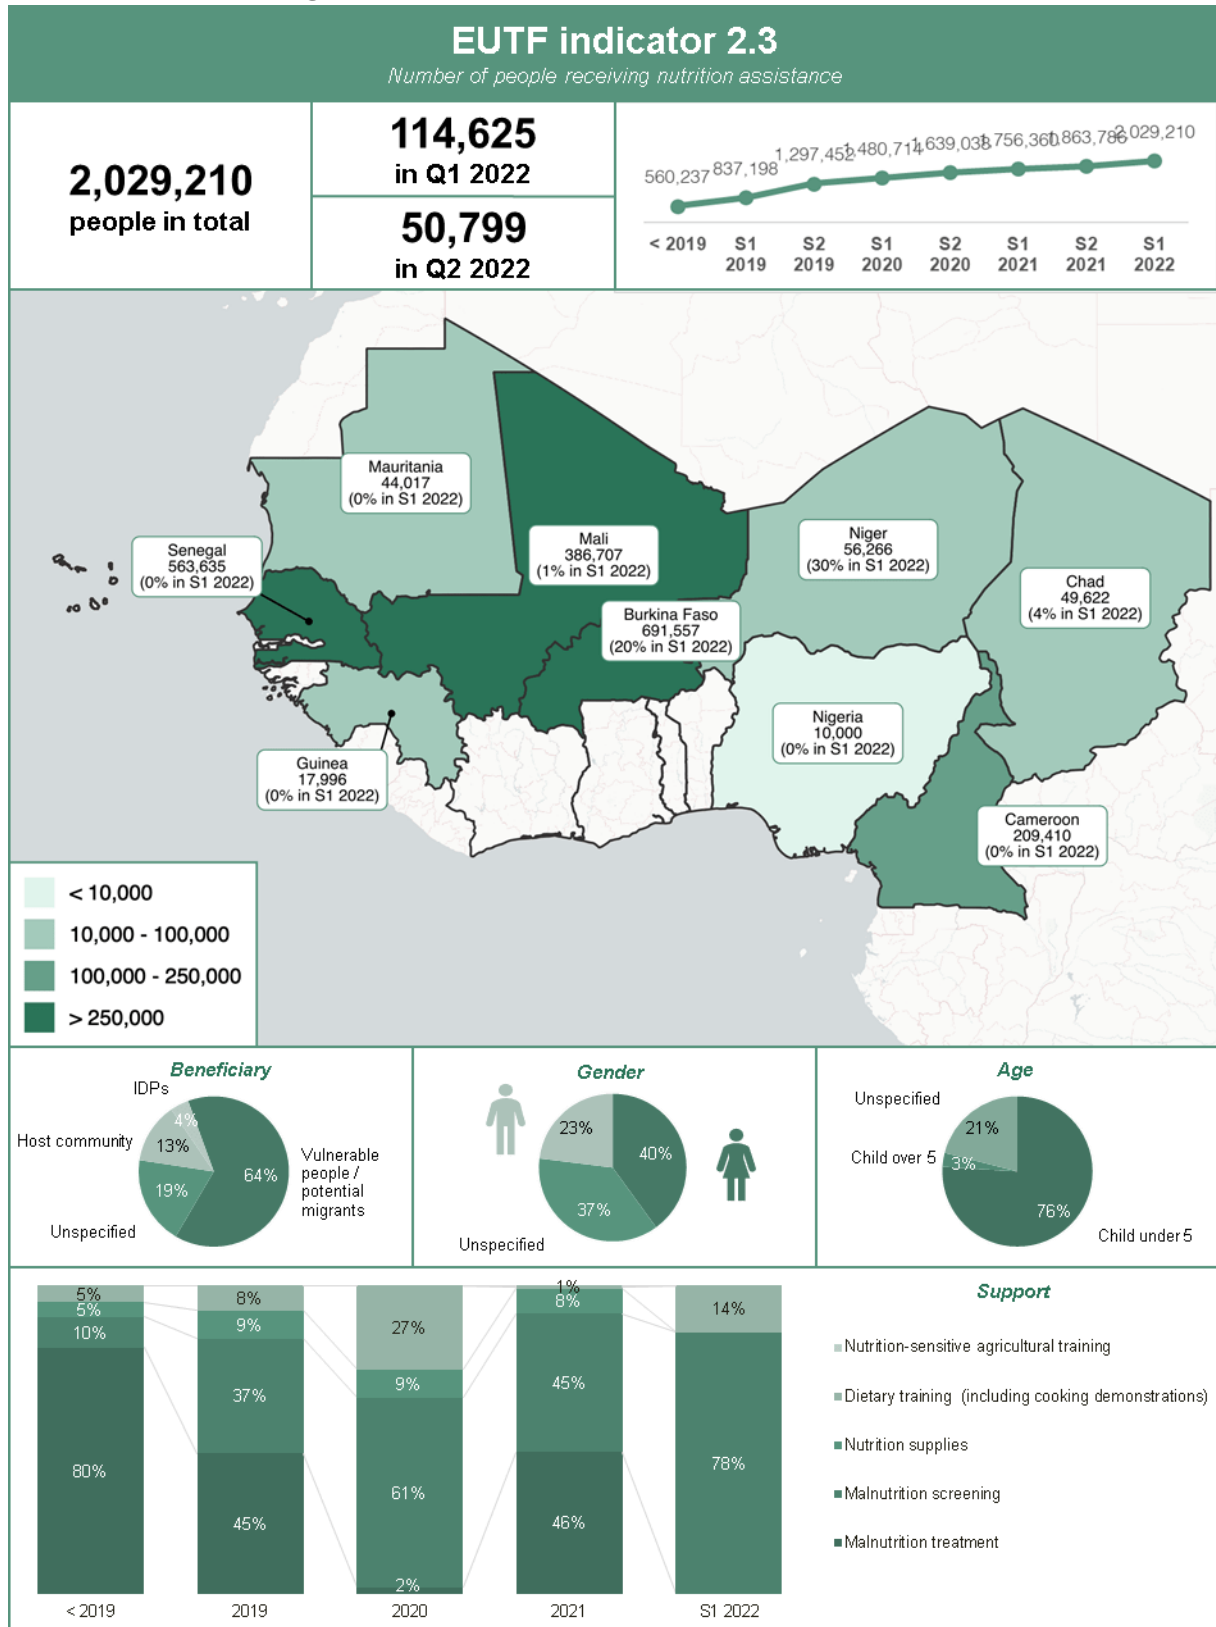 EUTF indicator 2.3
Number of people receiving nutrition assistance
2,029,210
people in total
114,625
in Q1 2022
50,799
in Q2 2022
560,237
837,198
1,297,452
1,480,714
1,639,038
1,756,360
1,863,786
2,029,210
< 2019
S1
2019
S2
2019
S1
2020
S2
2020
S1
2021
S2
2021
S1
2022
Mauritania
44,017
(0% in S1 2022)
Senegal
563,635
(0% in S1 2022)
Mali
386,707
(1% in S1 2022)
Niger
56,266
(30% in S1 2022)
Chad
49,622
(4% in S1 2022)
Burkina Faso
691,557
(20% in S1 2022)
Nigeria
10,000
(0% in S1 2022)
Guinea
17,996
(0% in S1 2022)
Cameroon
209,410
(0% in S1 2022)
< 10,000
10,000 - 100,000
100,000 - 250,000
> 250,000
Beneficiary
IDPs
4%
Host community
13%
64%
Vulnerable
people /
potential
migrants
19%
Unspecified
Gender
23%
40%
37%
Unspecified
Age
Unspecified
21%
Child over 5
3%
76%
Child under 5
5%
5%
10%
80%
< 2019
8%
9%
37%
45%
2019
27%
9%
61%
2%
2020
1%
8%
45%
46%
2021
14%
78%
S1 2022
Support
Nutrition-sensitive agricultural training
Dietary training (including cooking demonstrations)
Nutrition supplies
Malnutrition screening
Malnutrition treatment